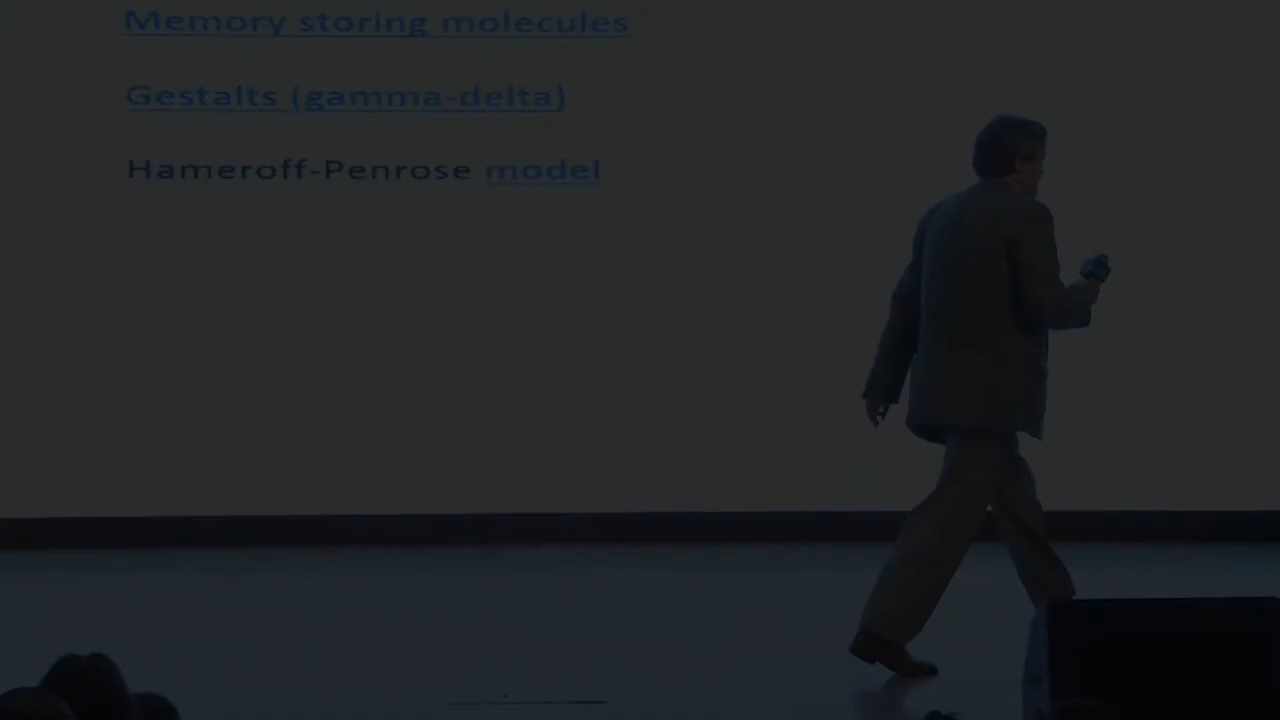 Memory storing molecules
Gestalts (gamma-delta)
Hameroff-Penrose model